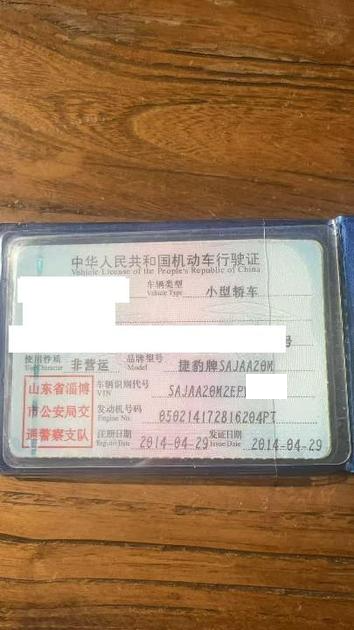 中华人民共和国机动车行驶证
Vehicle License of the People's Republic of China
车辆类型 小型轿车
Vehicle Type
号
使用性质 非营运 品牌型号 捷豹牌SAJAA20M
Use Character Model
山东省淄博
市公安局交
通警察支队
车辆识别代号 SAJAA20M2EP
VIN
发动机号码 050214172816204PT
Engine No.
注册日期 2014-04-29 发证日期 2014-04-29
Register Date Issue Date